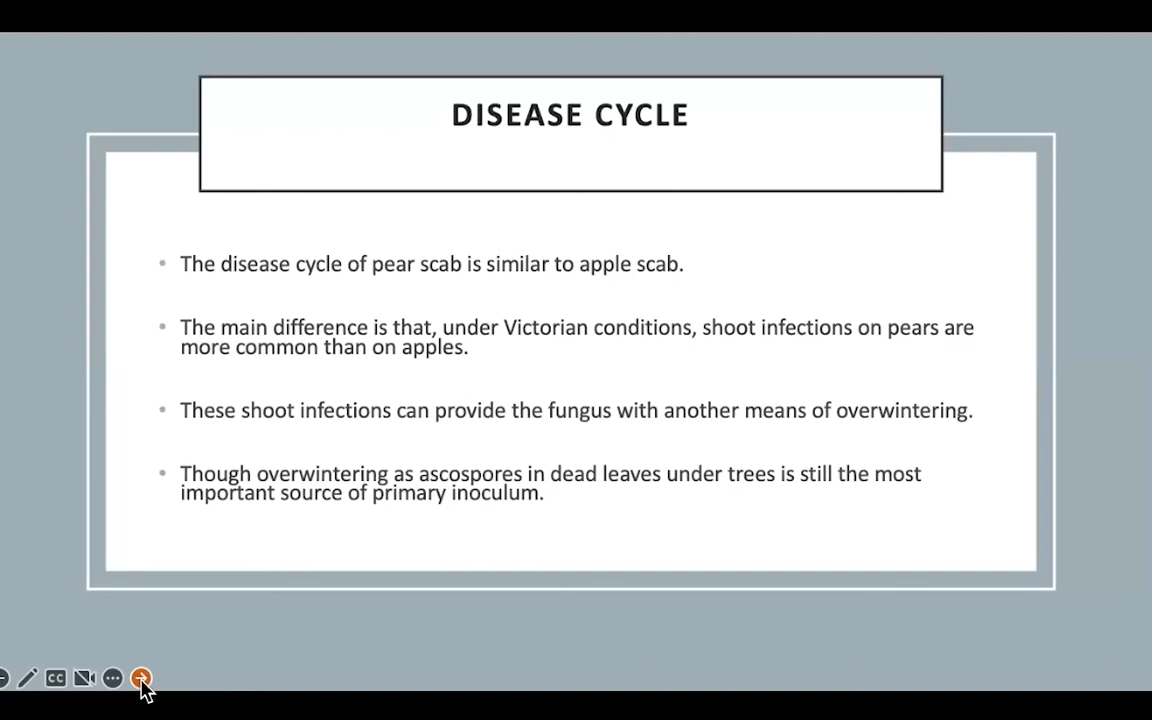 DISEASE CYCLE
• The disease cycle of pear scab is similar to apple scab.
• The main difference is that, under Victorian conditions, shoot infections on pears are
more common than on apples.
• These shoot infections can provide the fungus with another means of overwintering.
• Though overwintering as ascospores in dead leaves under trees is still the most
important source of primary inoculum.
CC